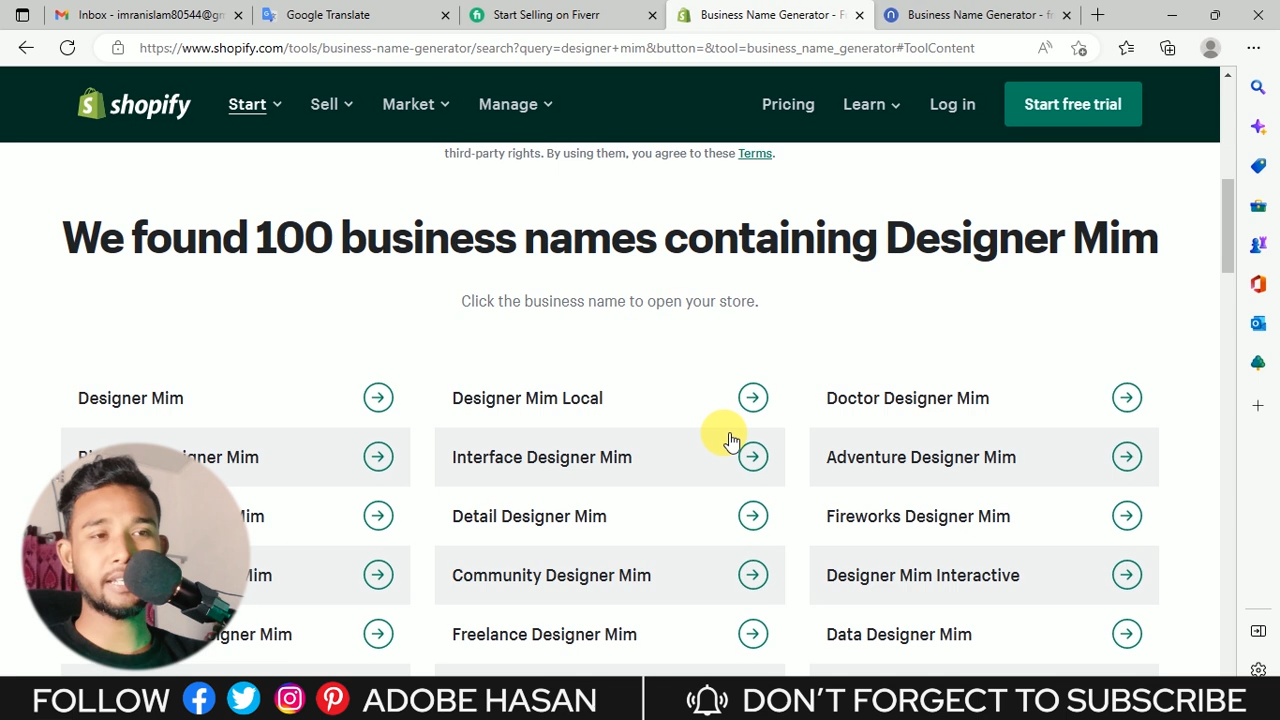 Inbox - imranislam80544@gm
Google Translate
Start Selling on Fiverr
Business Name Generator - F
Business Name Generator - fr
https://www.shopify.com/tools/business-name-generator/search?query=designer+mim&button=&tool=business_name_generator#ToolContent
shopify
Start
Sell
Market
Manage
Pricing
Learn
Log in
Start free trial
third-party rights. By using them, you agree to these Terms.
We found 100 business names containing Designer Mim
Click the business name to open your store.
Designer Mim
Designer Mim Local
Doctor Designer Mim
Mim
Interface Designer Mim
Adventure Designer Mim
Detail Designer Mim
Fireworks Designer Mim
Community Designer Mim
Designer Mim Interactive
Mim
Freelance Designer Mim
Data Designer Mim
FOLLOW ADOBE HASAN
DON'T FORGET TO SUBSCRIBE